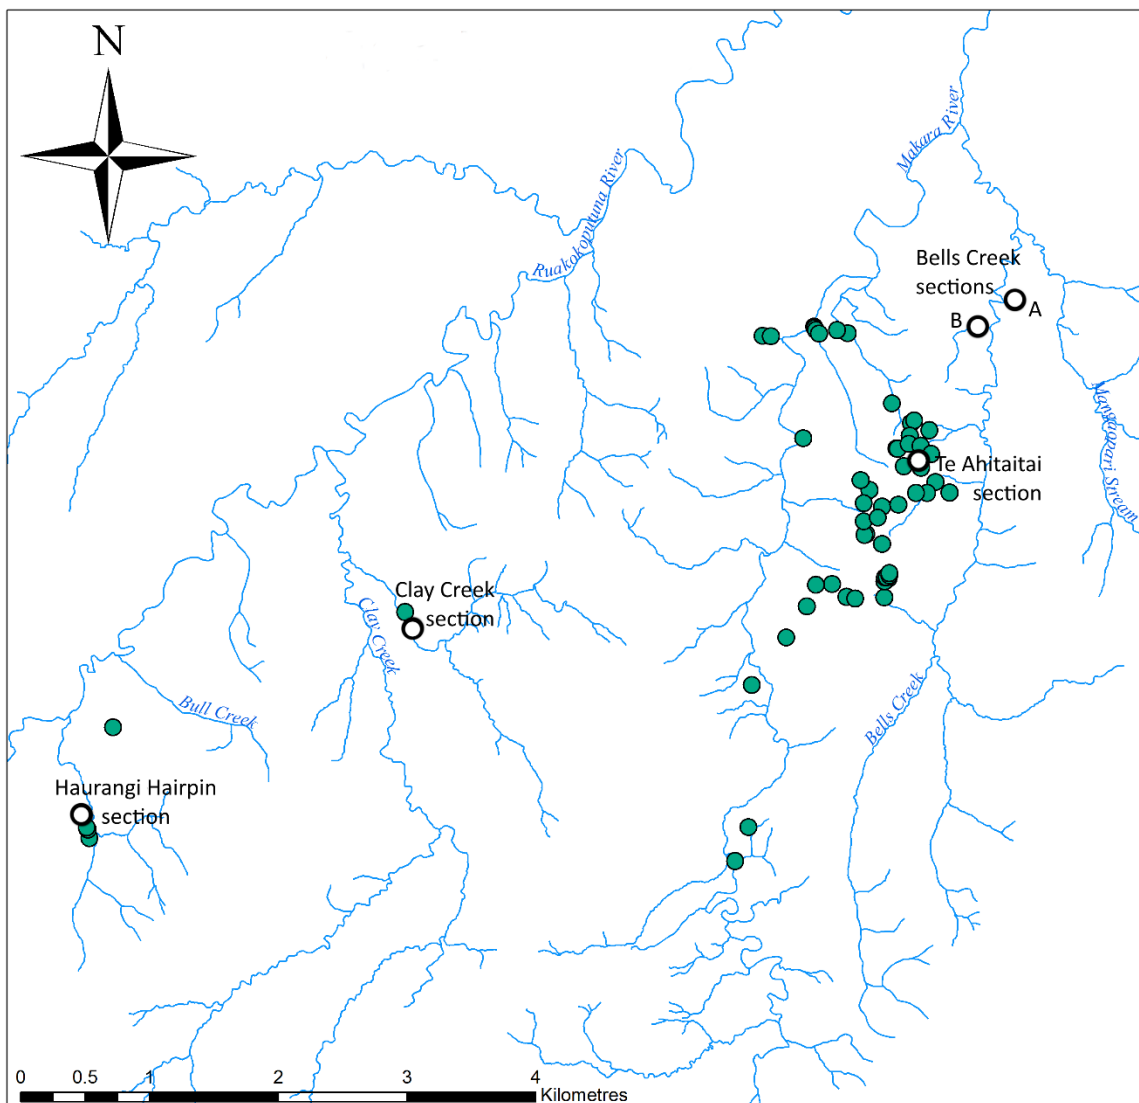 N
Makara River
Ruakokoputuna River
Bells Creek
sections
A
B
Mangaopari Stream
Te Ahitaitai
section
Clay Creek
section
Clay Creek
Bull Creek
Bells Creek
Haurangi Hairpin
section
0 0.5 1 2 3 4
Kilometres